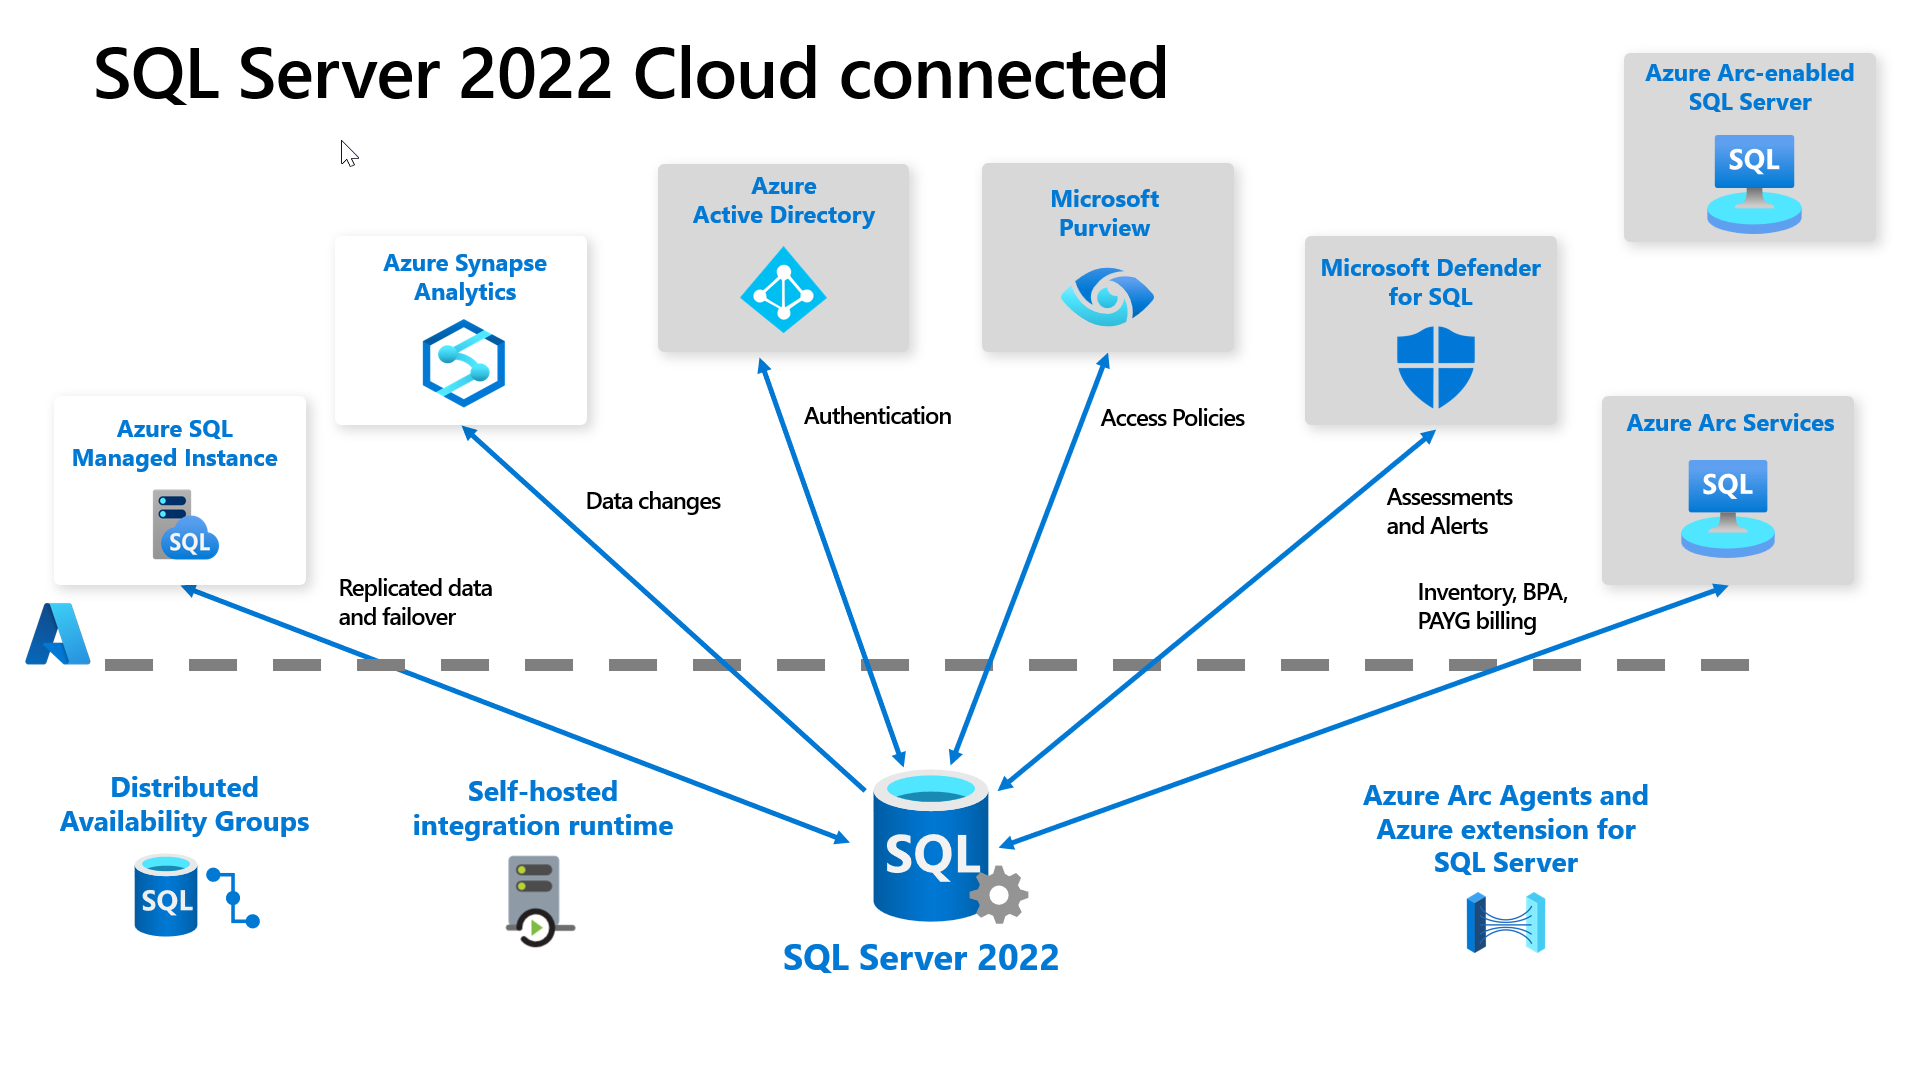 SQL Server 2022 Cloud connected
Azure Arc-enabled
SQL Server
SQL
Azure
Active Directory
Microsoft
Purview
Azure Synapse
Analytics
Microsoft Defender
for SQL
Azure SQL
Managed Instance
SQL
Azure Arc Services
SQL
Authentication
Access Policies
Data changes
Assessments
and Alerts
Replicated data
and failover
Inventory, BPA,
PAYG billing
Distributed
Availability Groups
SQL
Self-hosted
integration runtime
SQL
SQL Server 2022
Azure Arc Agents and
Azure extension for
SQL Server